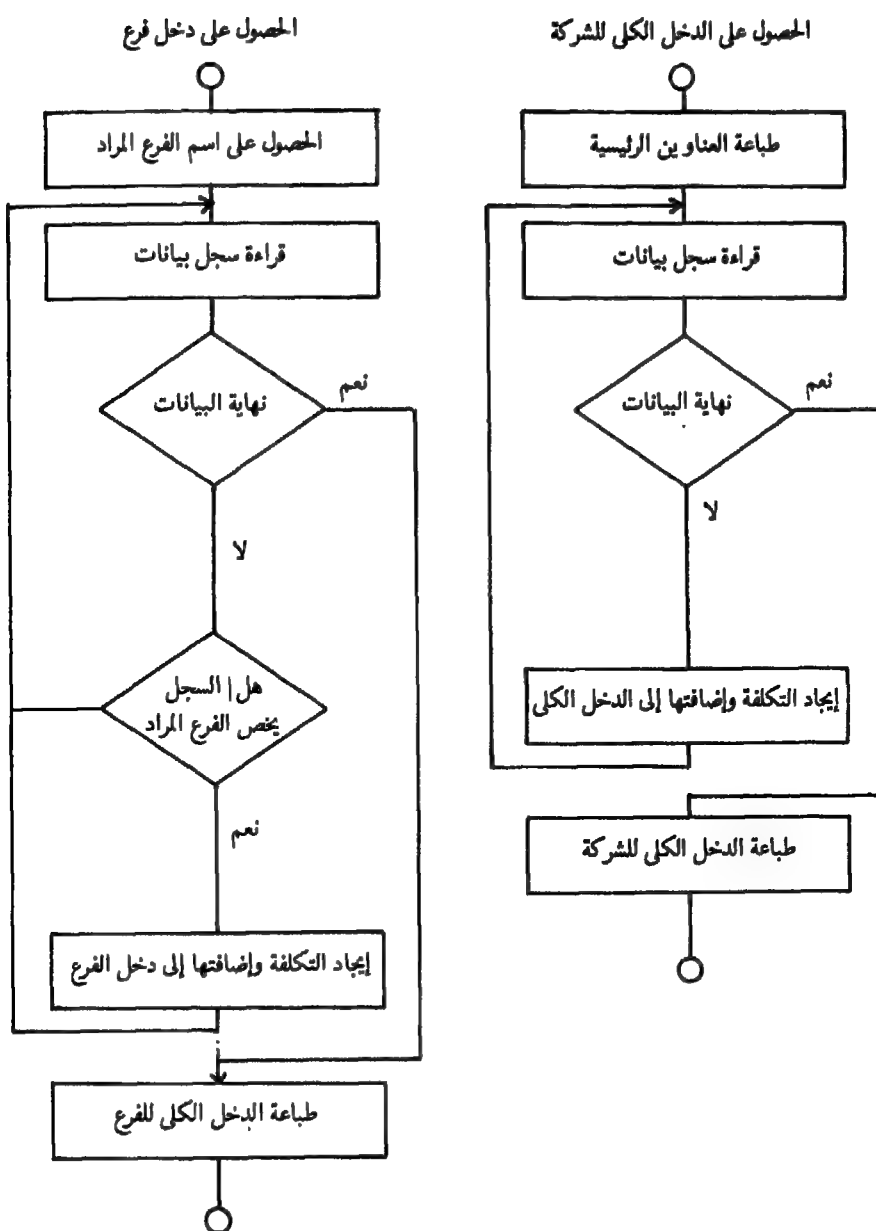 الحصول على الدخل الكلى للشركة
طباعة العناوين الرئيسية
قراءة سجل بيانات
نهاية البيانات
نعم
لا
إيجاد التكلفة وإضافتها إلى الدخل الكلى
طباعة الدخل الكلى للشركة
الحصول على دخل فرع
الحصول على اسم الفرع المراد
قراءة سجل بيانات
نهاية البيانات
نعم
لا
هل السجل
يخص الفرع المراد
نعم
إيجاد التكلفة وإضافتها إلى دخل الفرع
طباعة الدخل الكلى للفرع